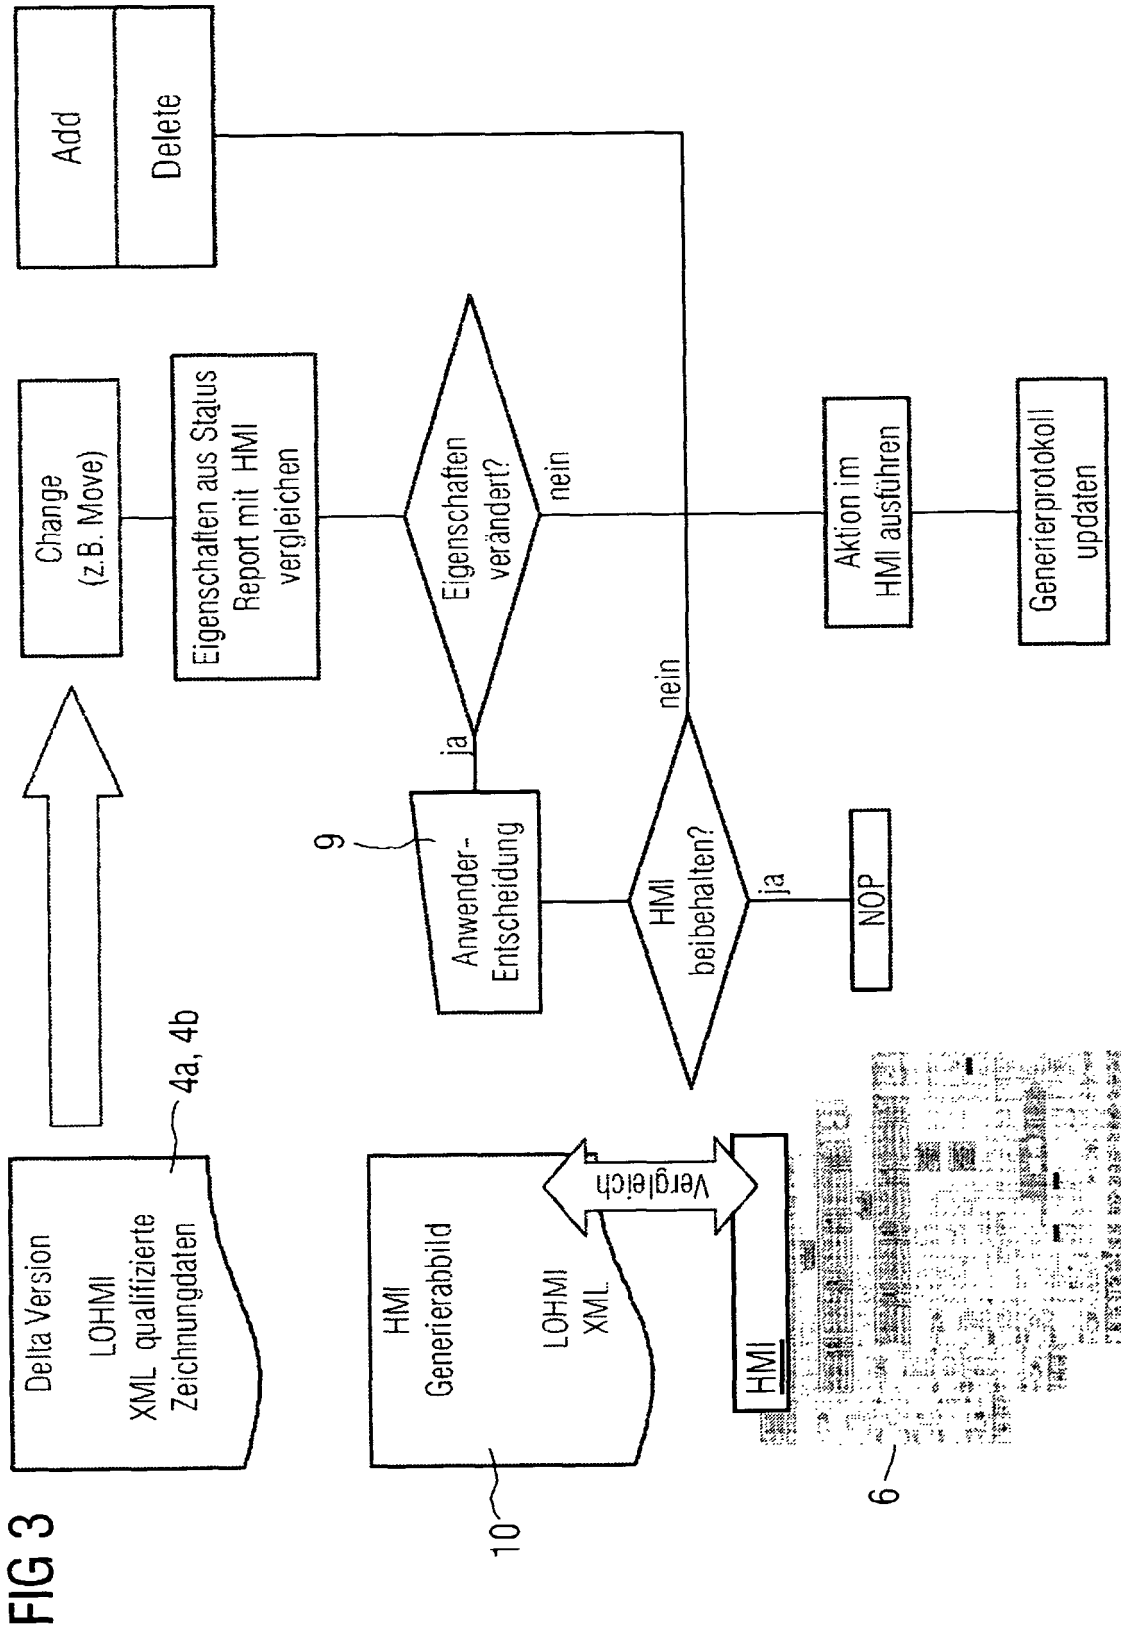 FIG 3
Delta Version
LOHMI
XML qualifizierte
Zeichnungdaten
4a, 4b
HMI
Generierabbild
LOHMI
XML
10
Vergleich
HMI
6
Change
(z.B. Move)
Eigenschaften aus Status
Report mit HMI
vergleichen
Eigenschaften
verändert?
ja
nein
9
Anwender-
Entscheidung
HMI
beibehalten?
nein
ja
NOP
Aktion im
HMI ausführen
Generierprotokoll
updaten
Add
Delete